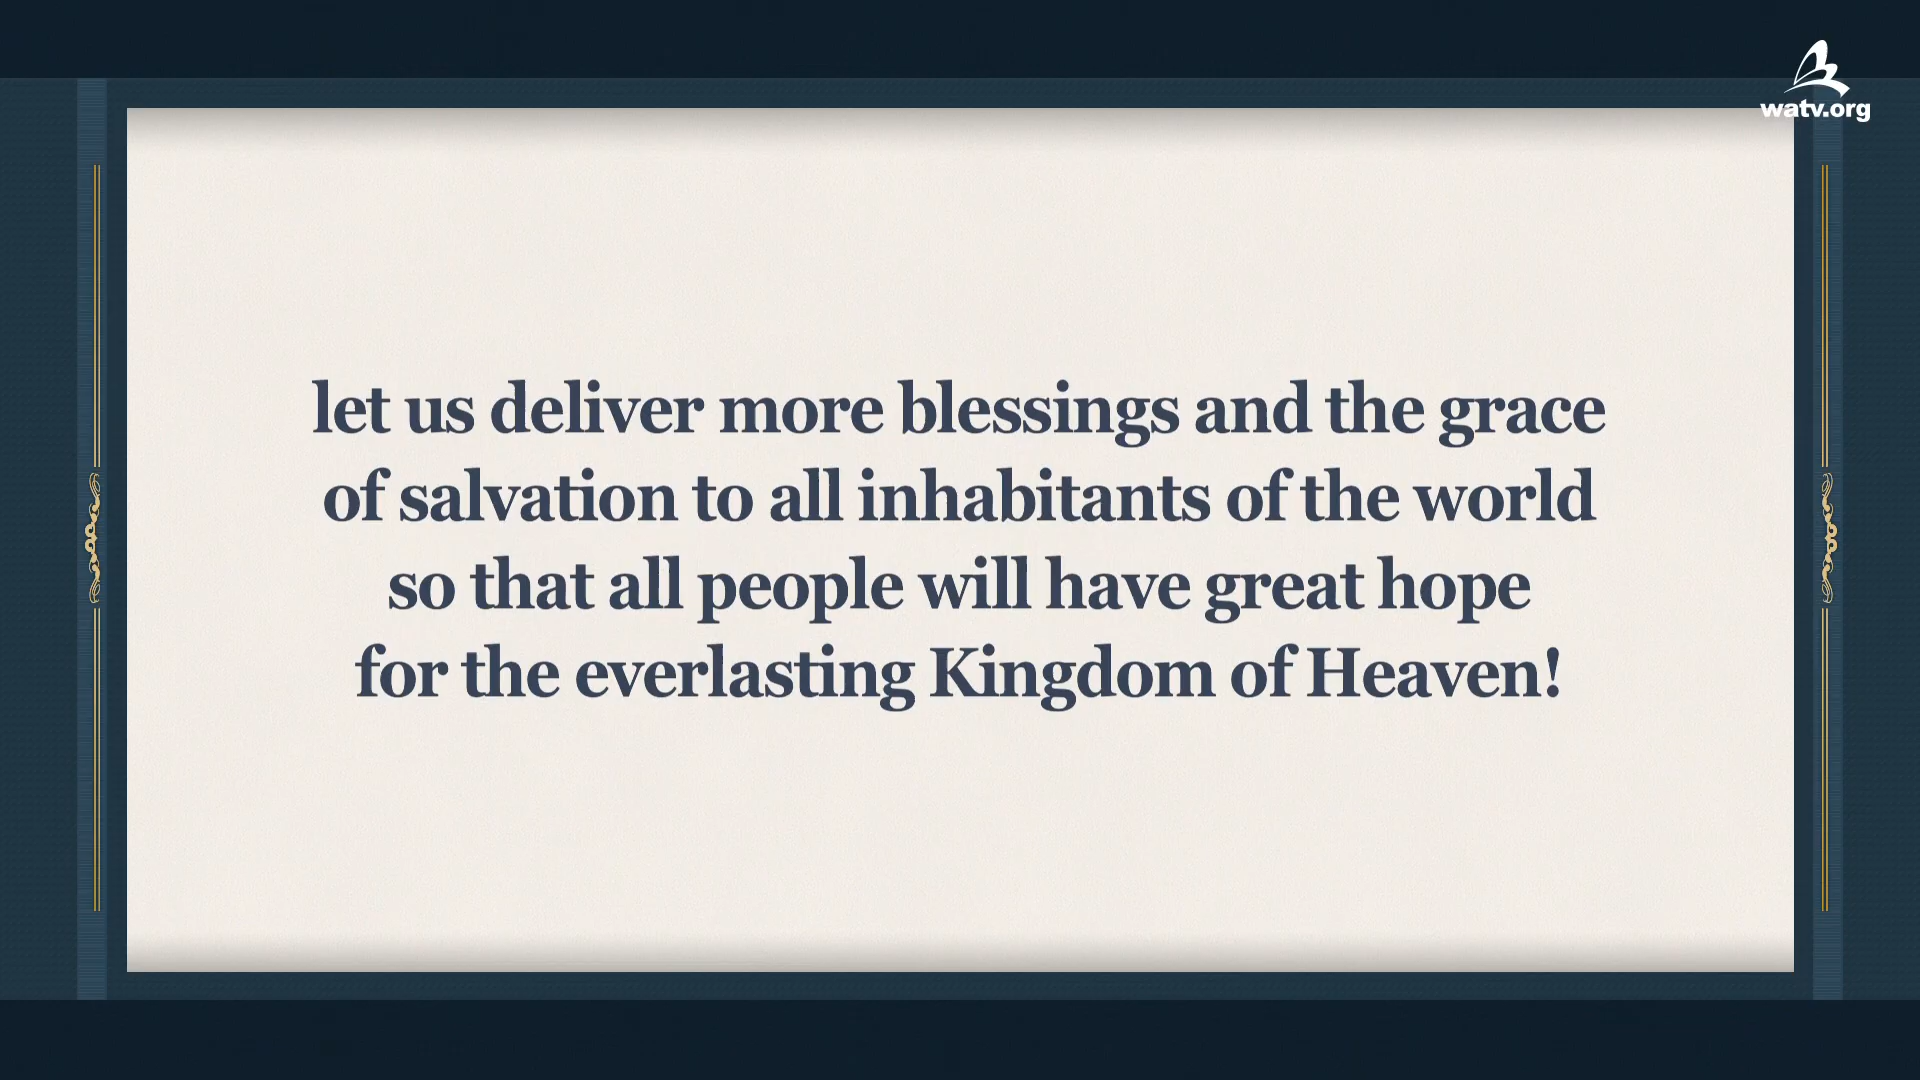 watv.org
let us deliver more blessings and the grace
of salvation to all inhabitants of the world
so that all people will have great hope
for the everlasting Kingdom of Heaven!